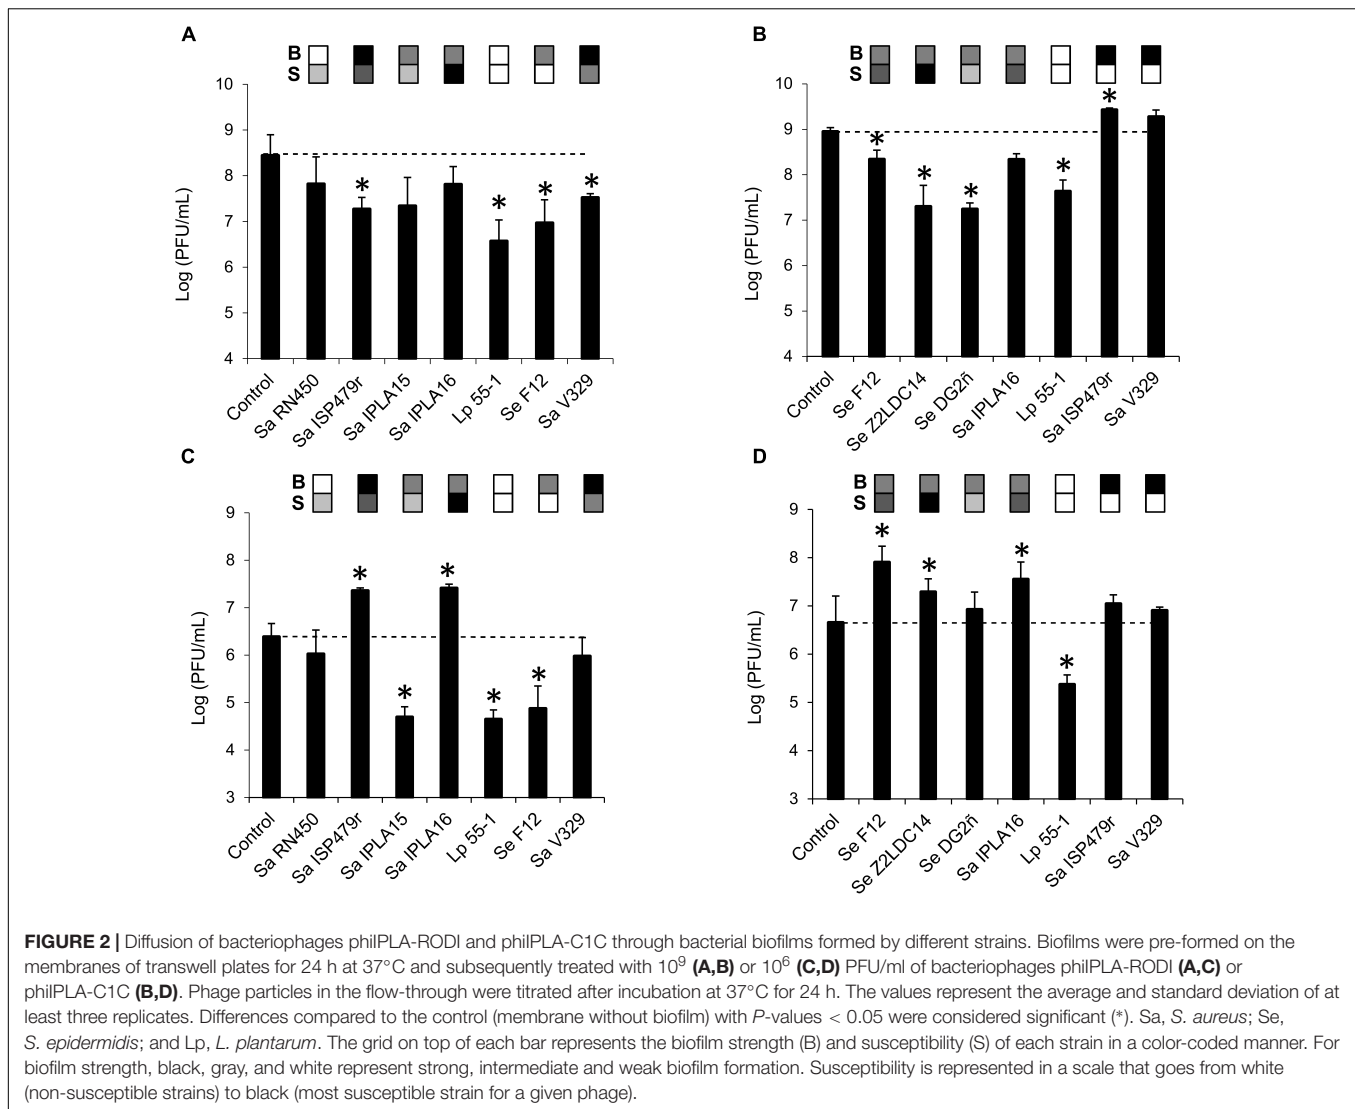 A
B
S
10
9
8
7
6
5
4
Log (PFU/mL)
*
*
*
*
Control
Sa RN450
Sa ISP479r
Sa IPLA15
Sa IPLA16
Lp 55-1
Se F12
Sa V329
B
B
S
10
9
8
7
6
5
4
Log (PFU/mL)
*
*
*
*
*
Control
Se F12
Se Z2LDC14
Se DG2ñ
Sa IPLA16
Lp 55-1
Sa ISP479r
Sa V329
C
B
S
9
8
7
6
5
4
3
Log (PFU/mL)
*
*
*
*
*
Control
Sa RN450
Sa ISP479r
Sa IPLA15
Sa IPLA16
Lp 55-1
Se F12
Sa V329
D
B
S
9
8
7
6
5
4
3
Log (PFU/mL)
*
*
*
*
Control
Se F12
Se Z2LDC14
Se DG2ñ
Sa IPLA16
Lp 55-1
Sa ISP479r
Sa V329
FIGURE 2 | Diffusion of bacteriophages phiIPLA-RODI and phiIPLA-C1C through bacterial biofilms formed by different strains. Biofilms were pre-formed on the
membranes of transwell plates for 24 h at 37°C and subsequently treated with 10⁹ (A,B) or 10⁶ (C,D) PFU/ml of bacteriophages phiIPLA-RODI (A,C) or
phiIPLA-C1C (B,D). Phage particles in the flow-through were titrated after incubation at 37°C for 24 h. The values represent the average and standard deviation of at
least three replicates. Differences compared to the control (membrane without biofilm) with P-values < 0.05 were considered significant (*). Sa, S. aureus; Se,
S. epidermidis; and Lp, L. plantarum. The grid on top of each bar represents the biofilm strength (B) and susceptibility (S) of each strain in a color-coded manner. For
biofilm strength, black, gray, and white represent strong, intermediate and weak biofilm formation. Susceptibility is represented in a scale that goes from white
(non-susceptible strains) to black (most susceptible strain for a given phage).